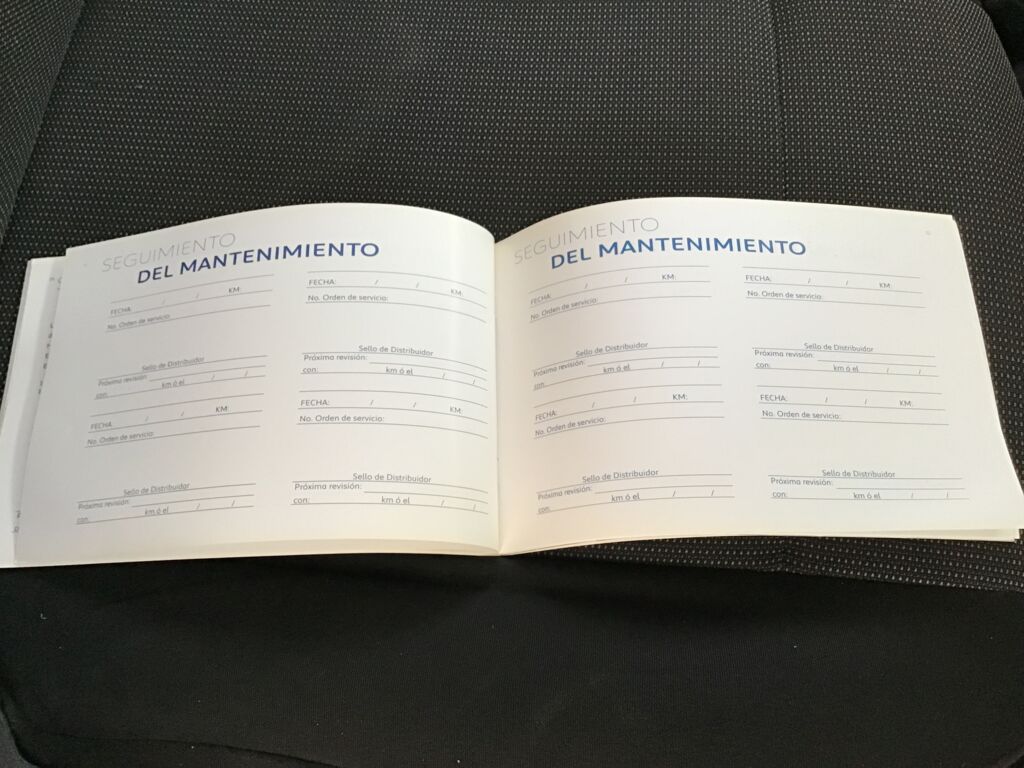 SEGUIMIENTO
DEL MANTENIMIENTO
FECHA: / / KM:
No. Orden de servicio:
Sello de Distribuidor
Próxima revisión:
con: km ó el / /
FECHA: / / KM:
No. Orden de servicio:
Sello de Distribuidor
Próxima revisión:
con: km ó el / /
FECHA: / / KM:
No. Orden de servicio:
Sello de Distribuidor
Próxima revisión:
con: km ó el / /
FECHA: / / KM:
No. Orden de servicio:
Sello de Distribuidor
Próxima revisión:
con: km ó el / /
SEGUIMIENTO
DEL MANTENIMIENTO
FECHA: / / KM:
No. Orden de servicio:
Sello de Distribuidor
Próxima revisión:
con: km ó el / /
FECHA: / / KM:
No. Orden de servicio:
Sello de Distribuidor
Próxima revisión:
con: km ó el / /
FECHA: / / KM:
No. Orden de servicio:
Sello de Distribuidor
Próxima revisión:
con: km ó el / /
FECHA: / / KM:
No. Orden de servicio:
Sello de Distribuidor
Próxima revisión:
con: km ó el / /